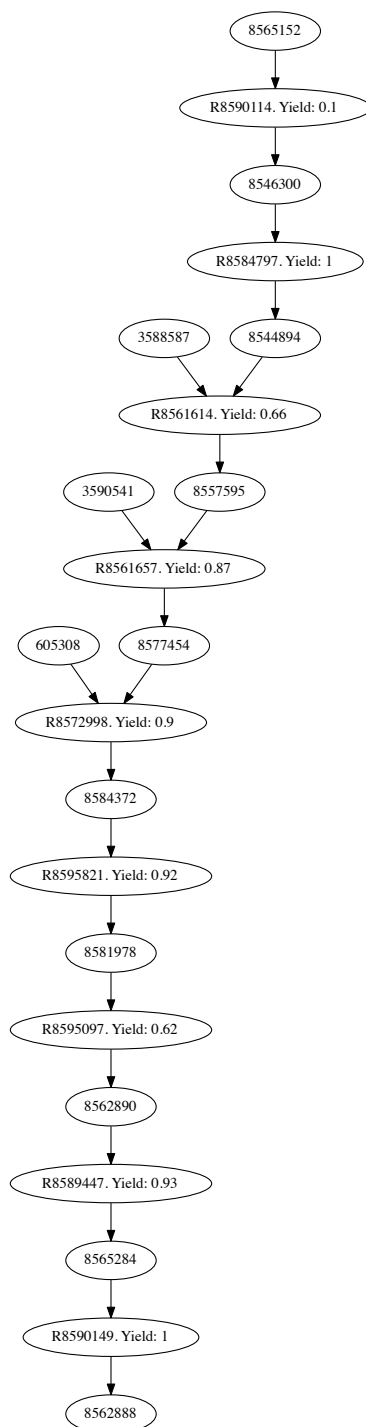 8565152
R8590114. Yield: 0.1
8546300
R8584797. Yield: 1
3588587
8544894
R8561614. Yield: 0.66
3590541
8557595
R8561657. Yield: 0.87
605308
8577454
R8572998. Yield: 0.9
8584372
R8595821. Yield: 0.92
8581978
R8595097. Yield: 0.62
8562890
R8589447. Yield: 0.93
8565284
R8590149. Yield: 1
8562888